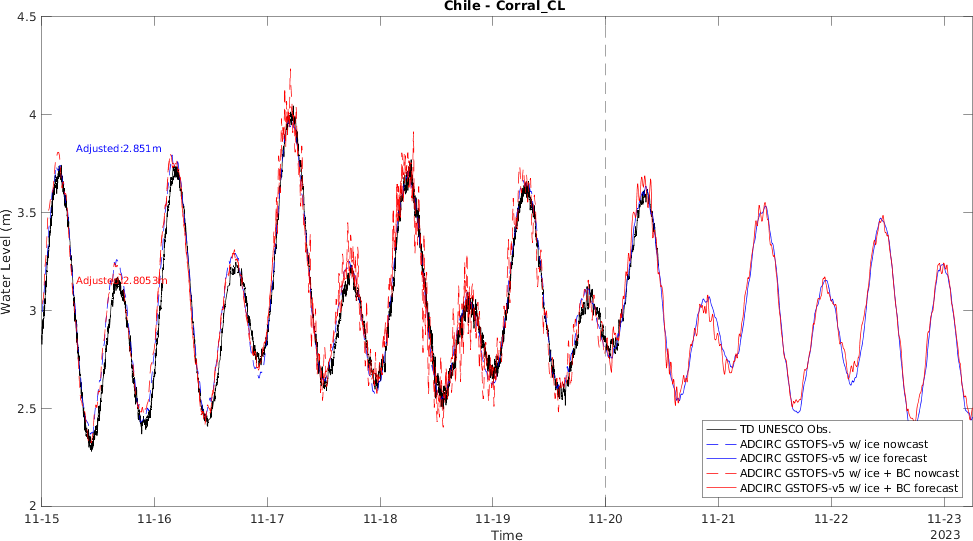 Chile - Corral_CL
4.5
4
3.5
3
2.5
2
Water Level (m)
Adjusted:2.851m
Adjusted:2.8053m
TD UNESCO Obs.
ADCIRC GSTOFS-v5 w/ ice nowcast
ADCIRC GSTOFS-v5 w/ ice forecast
ADCIRC GSTOFS-v5 w/ ice + BC nowcast
ADCIRC GSTOFS-v5 w/ ice + BC forecast
11-15 11-16 11-17 11-18 11-19 11-20 11-21 11-22 11-23
2023
Time